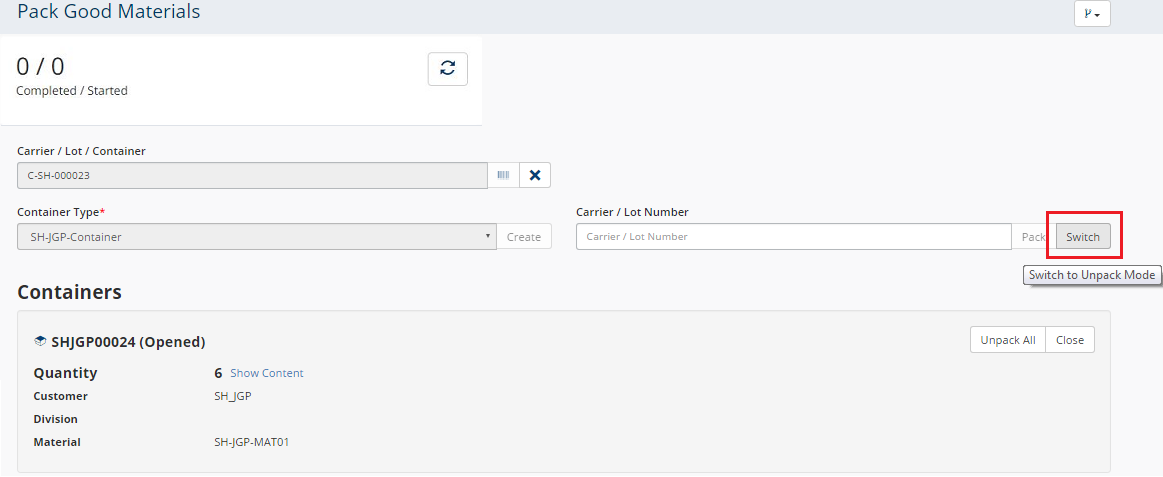 Pack Good Materials
0 / 0
Completed / Started
Carrier / Lot / Container
C-SH-000023
Container Type*
SH-JGP-Container
Create
Carrier / Lot Number
Carrier / Lot Number
Pack
Switch
Switch to Unpack Mode
Containers
SHJGP00024 (Opened)
Unpack All
Close
Quantity 6 Show Content
Customer SH_JGP
Division
Material SH-JGP-MAT01